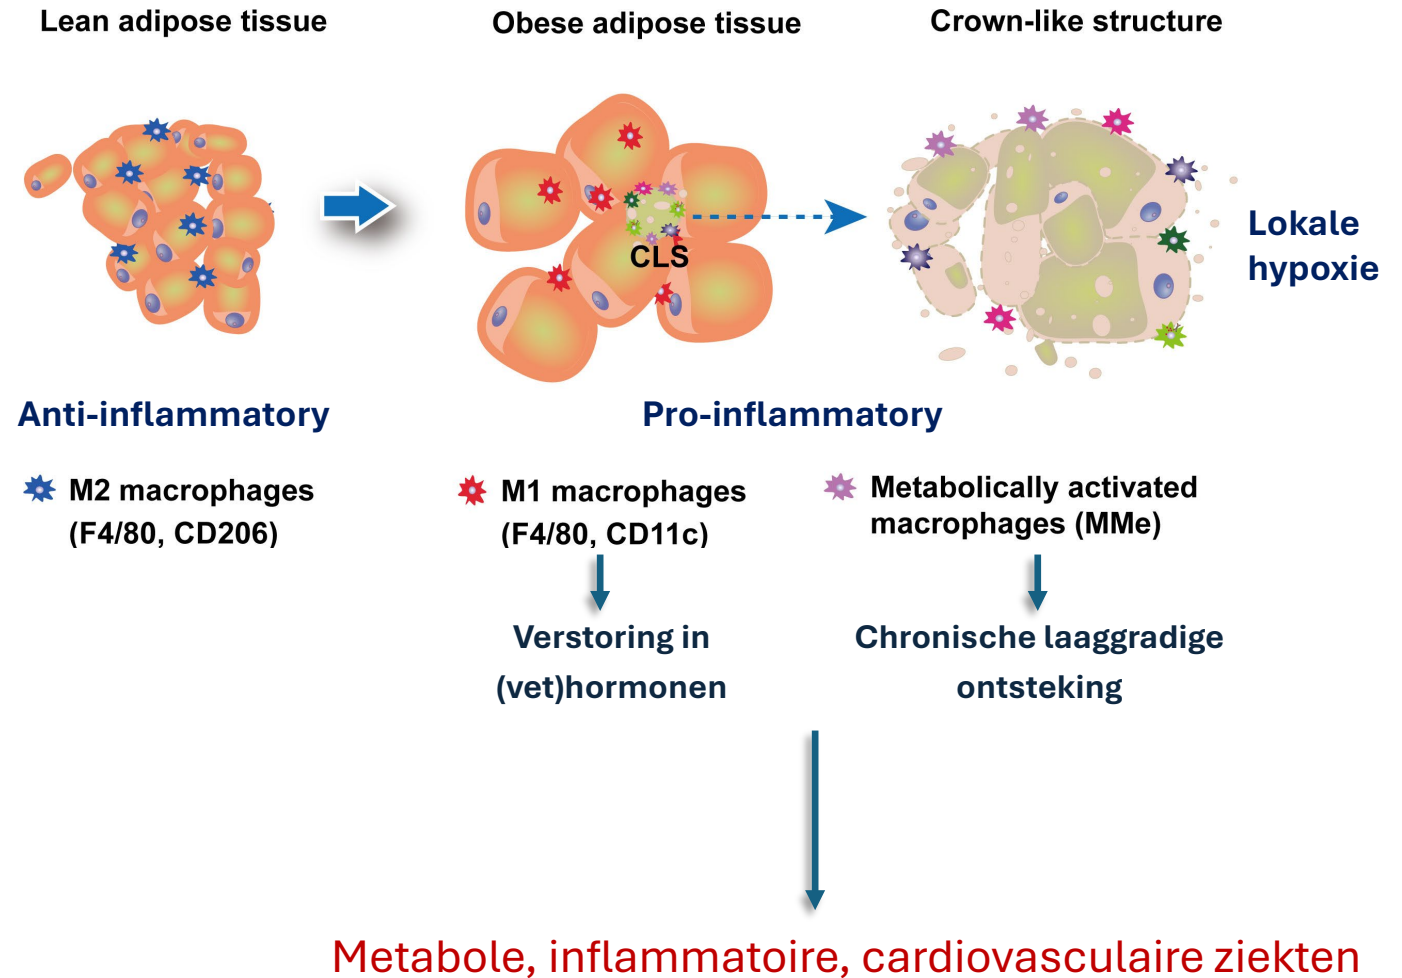 Lean adipose tissue
Obese adipose tissue
Crown-like structure
CLS
Lokale
hypoxie
Anti-inflammatory
Pro-inflammatory
M2 macrophages
(F4/80, CD206)
M1 macrophages
(F4/80, CD11c)
Metabolically activated
macrophages (MMe)
Verstoring in
(vet)hormonen
Chronische laaggradige
ontsteking
Metabole, inflammatoire, cardiovasculaire ziekten